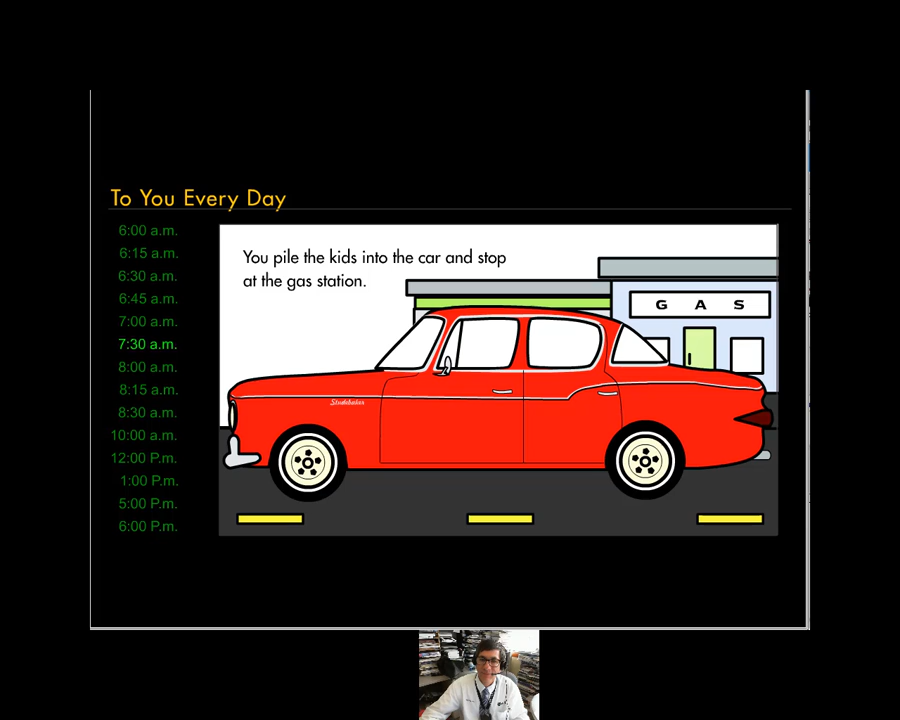 To You Every Day
6:00 a.m.
6:15 a.m.
6:30 a.m.
6:45 a.m.
7:00 a.m.
7:30 a.m.
8:00 a.m.
8:15 a.m.
8:30 a.m.
10:00 a.m.
12:00 P.m.
1:00 P.m.
5:00 P.m.
6:00 P.m.
You pile the kids into the car and stop
at the gas station.
GAS
Studebaker